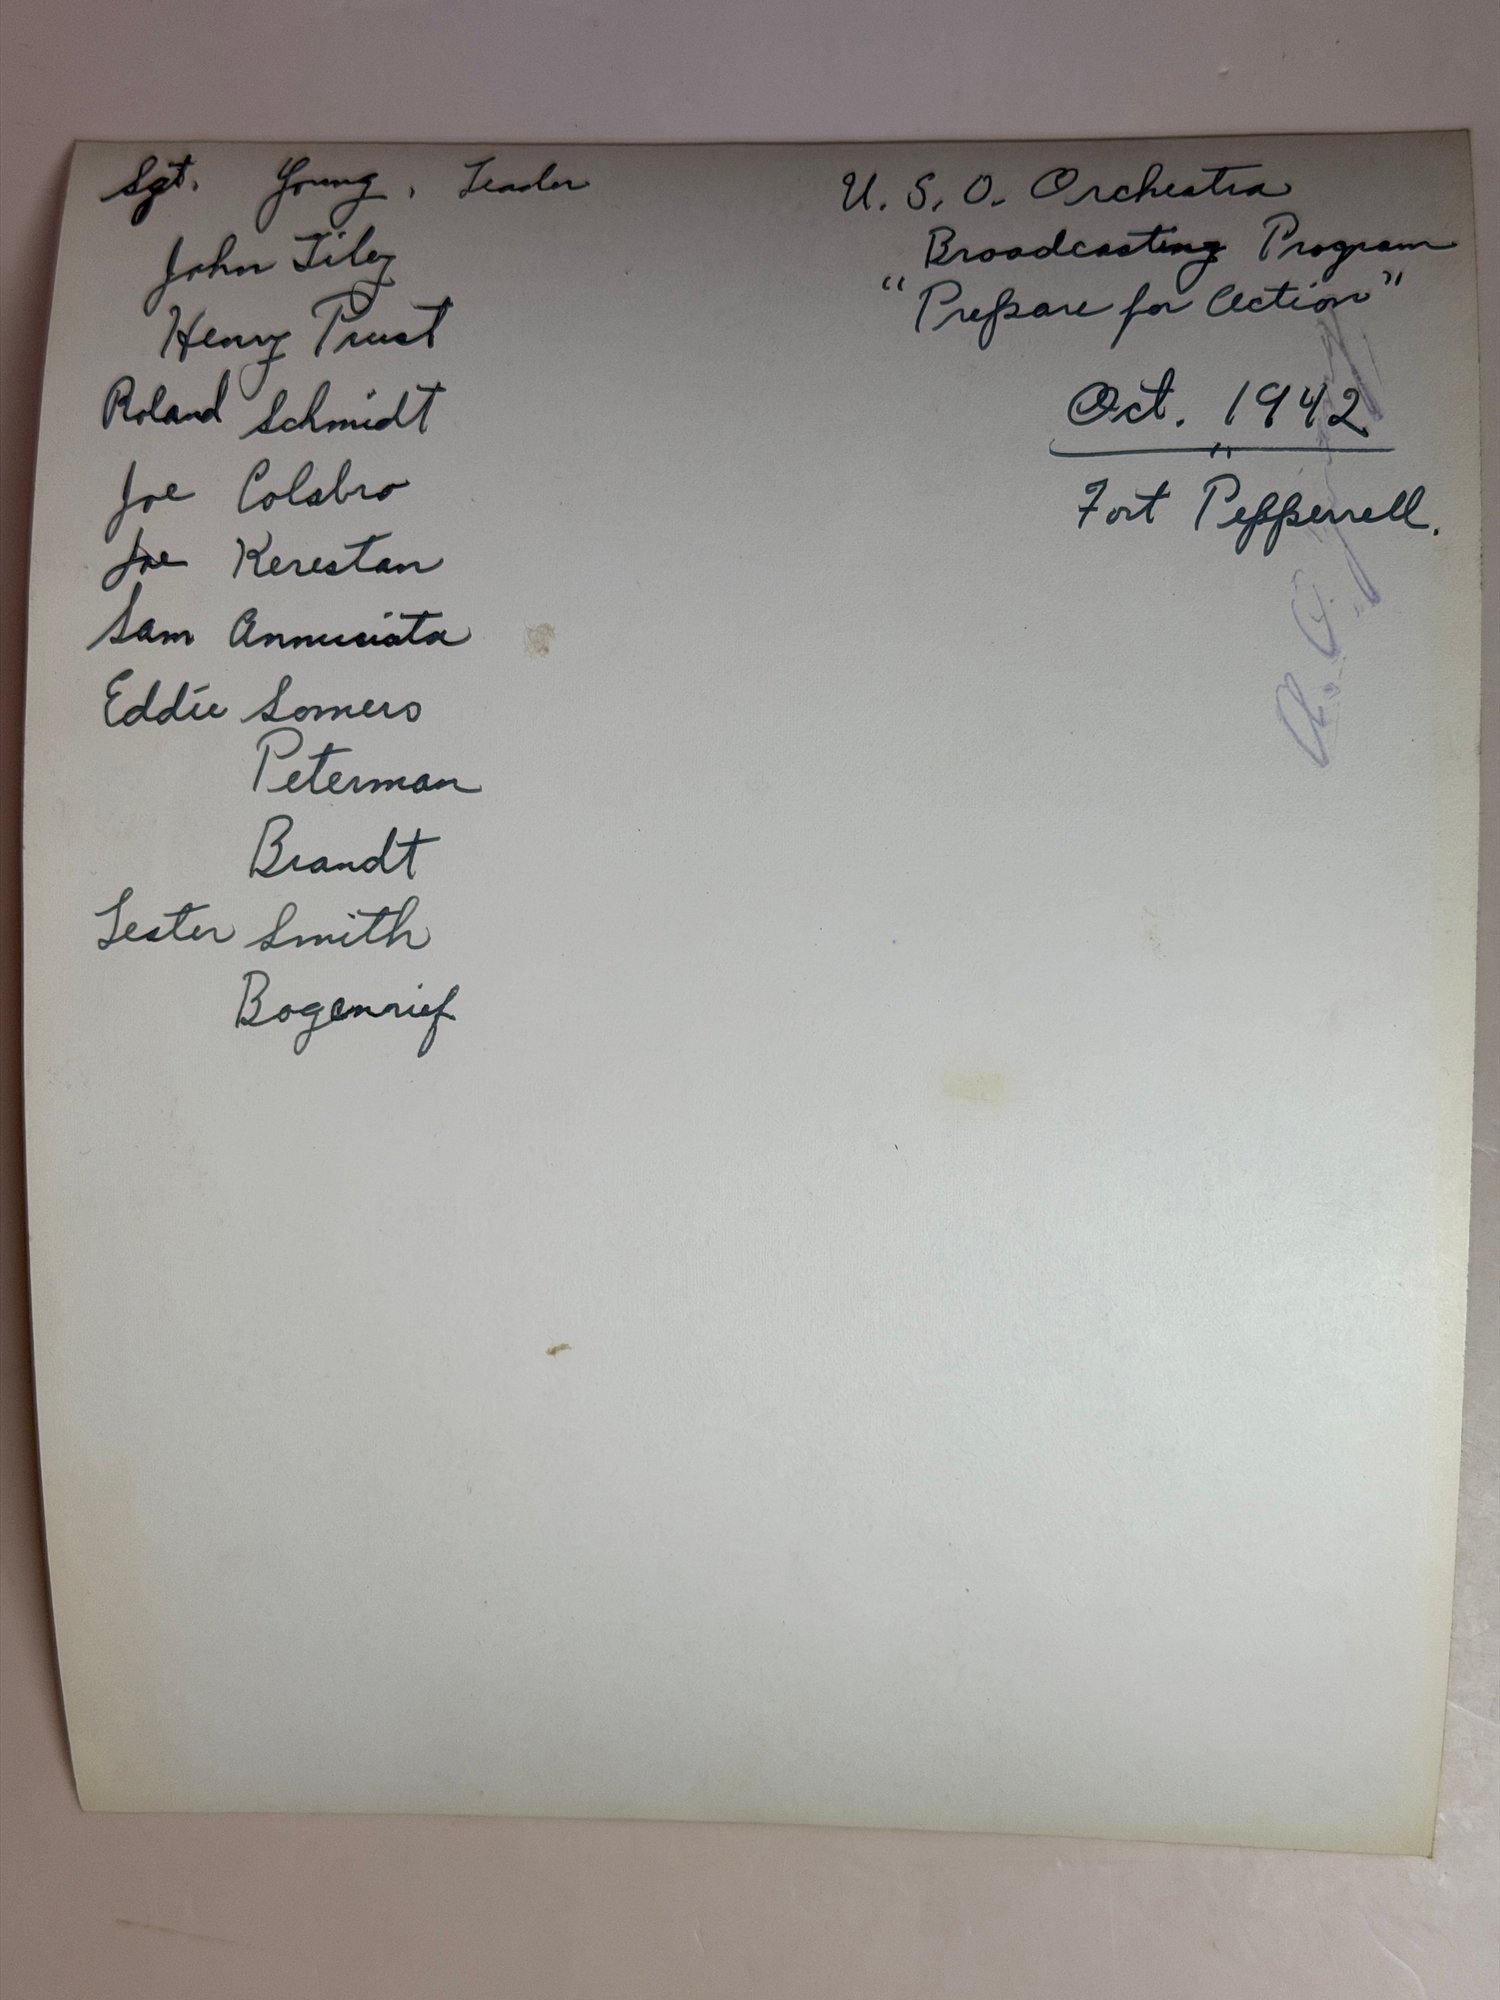 Sgt. Young, Leader
John Tiley
Henry Prust
Roland Schmidt
Joe Colabro
Joe Kerestan
Sam Annuciata
Eddie Somers
Peterman
Brandt
Lester Smith
Bogenrief
U. S. O. Orchestra
Broadcasting Program
"Prepare for Action"
Oct. 1942
"
Fort Pepperrell.